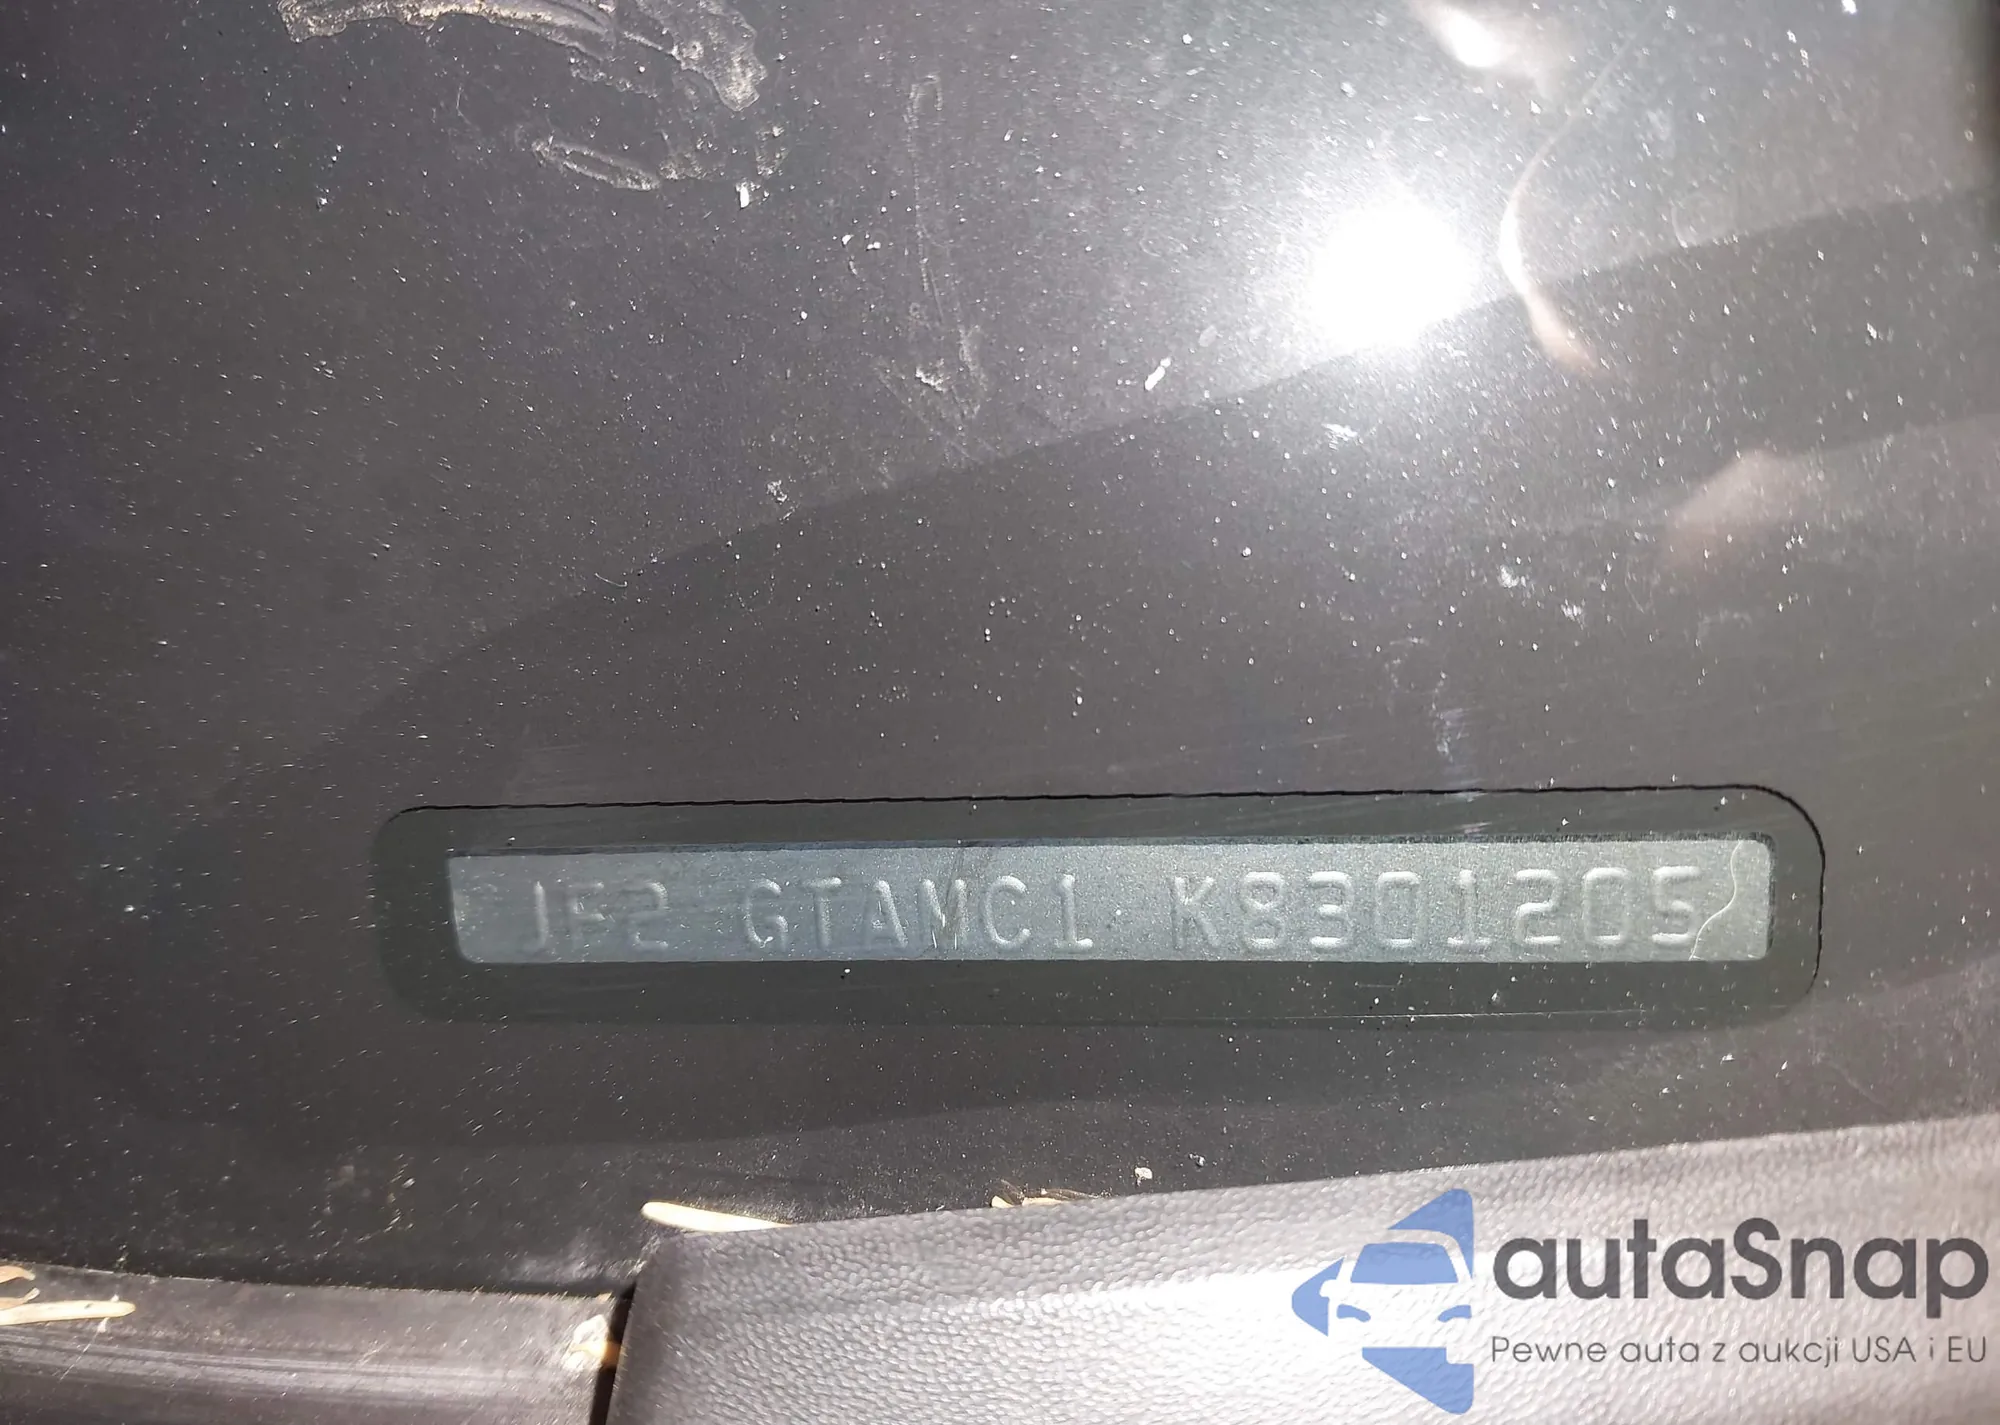 JF2 GTAMC1 K8301205
autaSnap
Pewne auta z aukcji USA i EU